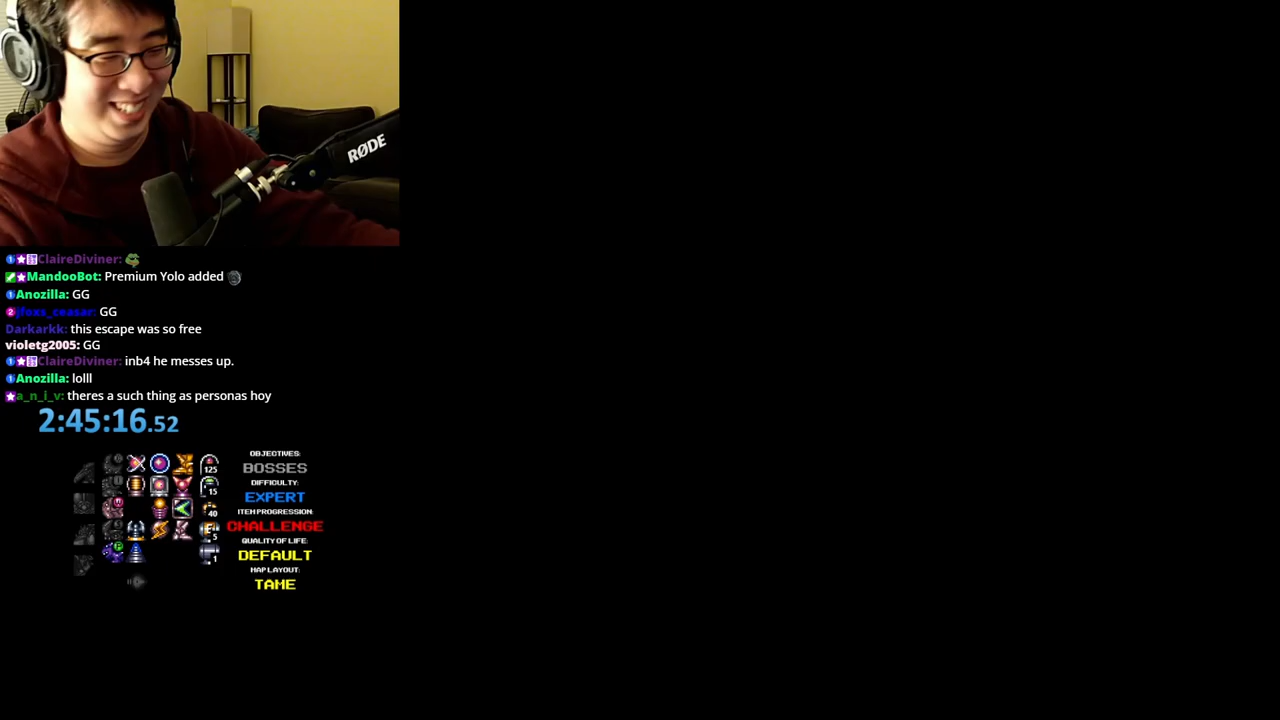 RØDE
ClaireDiviner:
MandooBot: Premium Yolo added
Anozilla: GG
jfoxs_ceasar: GG
Darkarkk: this escape was so free
violetg2005: GG
ClaireDiviner: inb4 he messes up.
Anozilla: lolll
a_n_i_v: theres a such thing as personas hoy
2:45:16.52
OBJECTIVES:
BOSSES
DIFFICULTY:
EXPERT
ITEM PROGRESSION:
CHALLENGE
QUALITY OF LIFE:
DEFAULT
MAP LAYOUT:
TAME
125
15
40
5
1